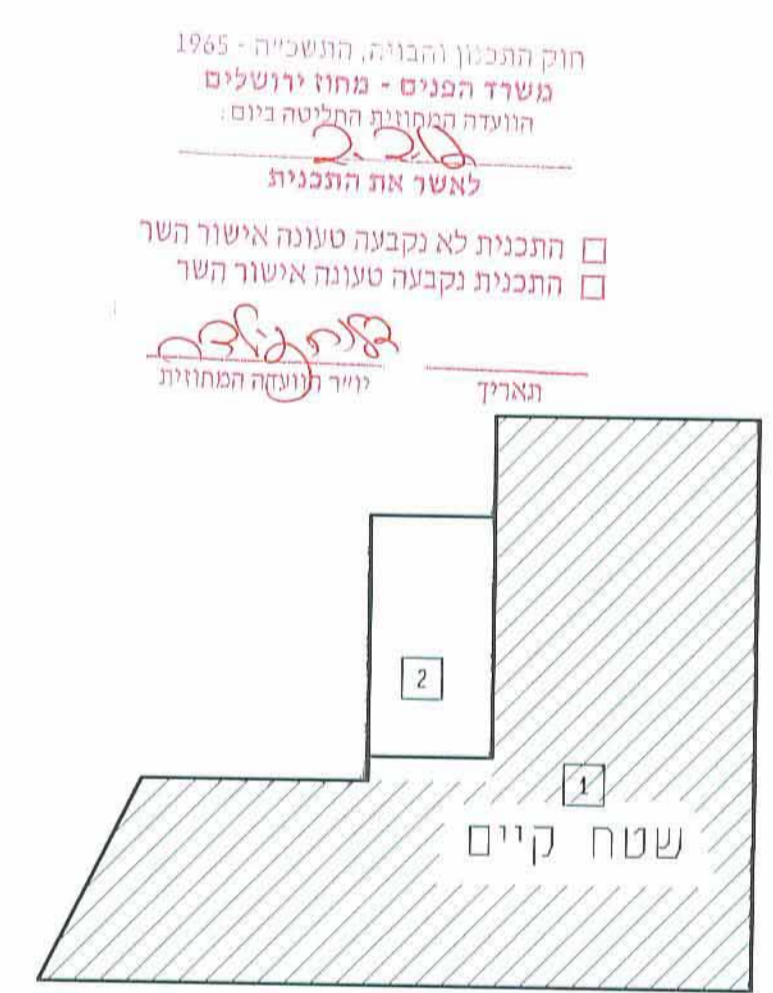 חוק התכנון והבניה, התשכ״ה - 1965
משרד הפנים - מחוז ירושלים
הוועדה המחוזית החליטה ביום:
לאשר את התכנית
□ התכנית לא נקבעה טעונה אישור השר
□ התכנית נקבעה טעונה אישור השר
תאריך יו״ר הוועדה המחוזית
2
1
שטח קיים